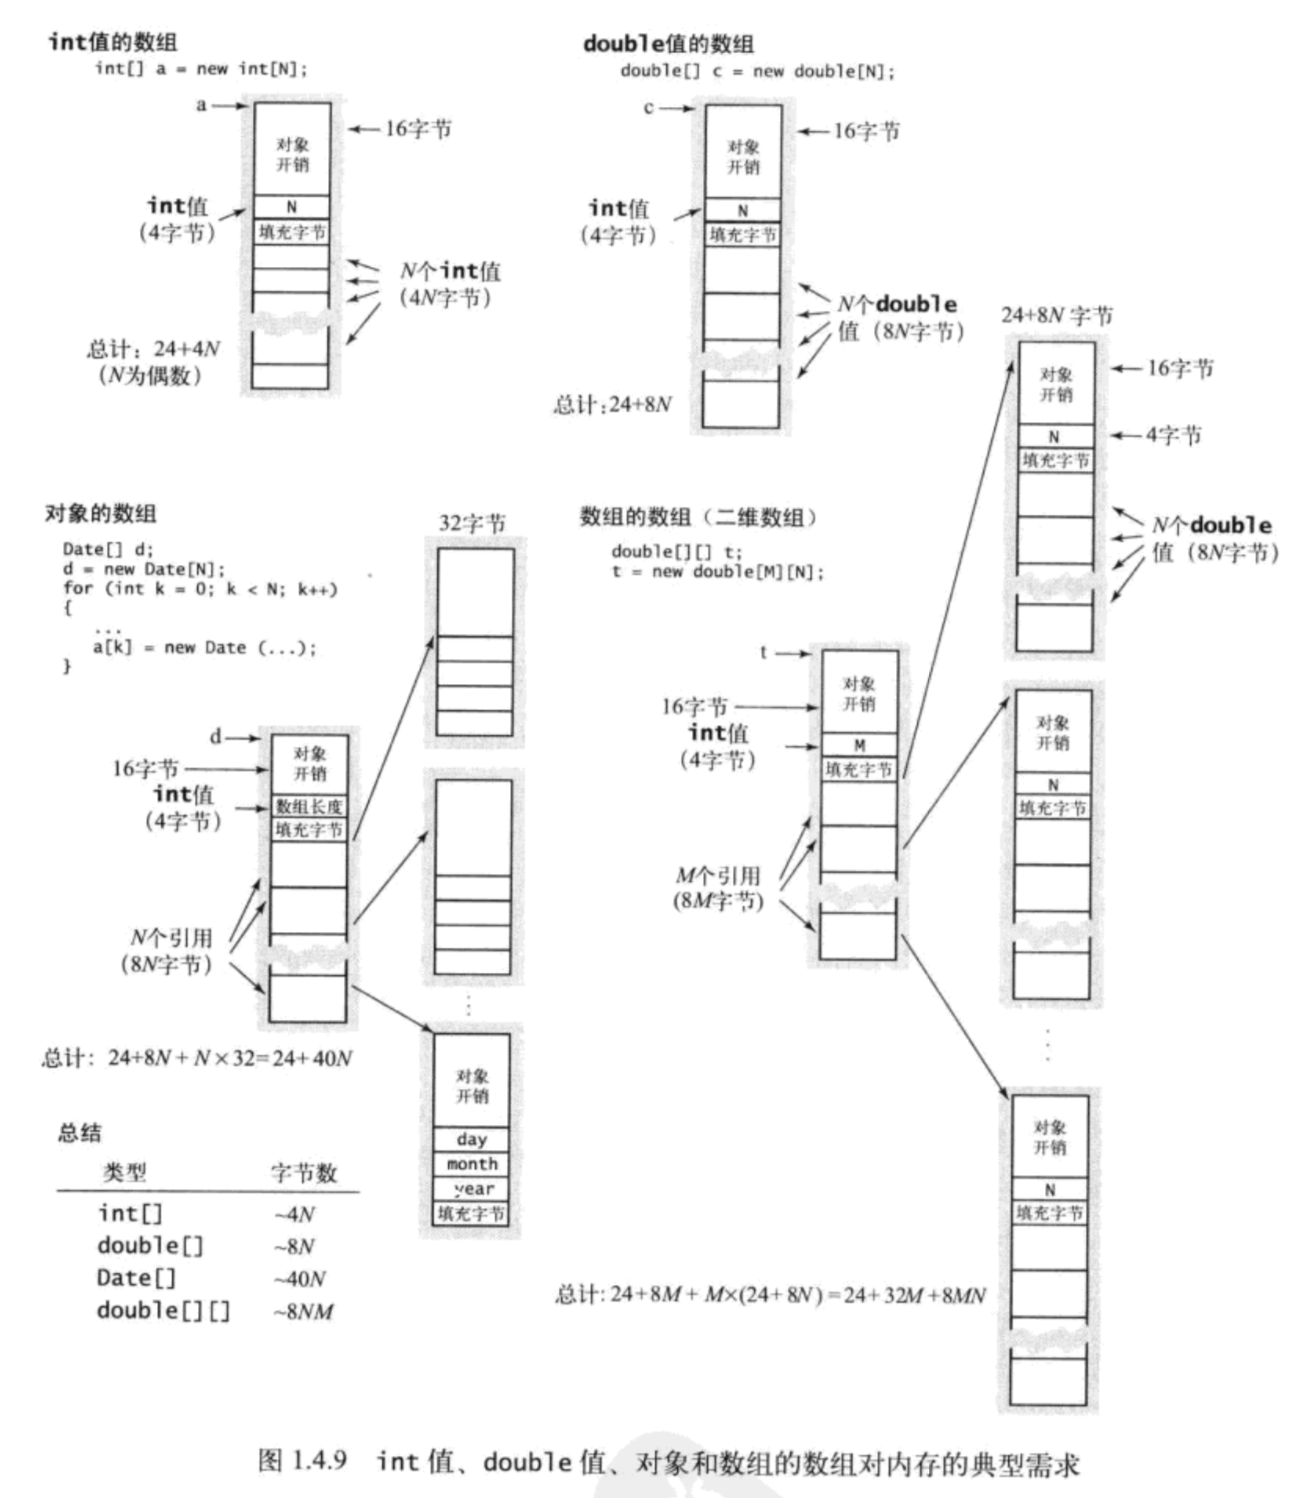 int值的数组
int[] a = new int[N];
a
对象
开销
16字节
int值
(4字节)
N
填充字节
N个int值
(4N字节)
总计：24+4N
(N为偶数)
double值的数组
double[] c = new double[N];
c
对象
开销
16字节
int值
(4字节)
N
填充字节
N个double
值（8N字节）
总计:24+8N
对象的数组
Date[] d;
d = new Date[N];
for (int k = 0; k < N; k++)
{
...
a[k] = new Date (...);
}
32字节
d
对象
开销
16字节
int值
(4字节)
数组长度
填充字节
N个引用
(8N字节)
对象
开销
day
month
year
填充字节
总计：24+8N + N×32=24+40N
数组的数组（二维数组）
double[][] t;
t = new double[M][N];
t
对象
开销
16字节
int值
(4字节)
M
填充字节
M个引用
(8M字节)
24+8N 字节
对象
开销
16字节
N
4字节
填充字节
N个double
值（8N字节）
对象
开销
N
填充字节
对象
开销
N
填充字节
总计: 24+8M + M×(24+8N) =24+32M+8MN
总结
类型 字节数
int[] ~4N
double[] ~8N
Date[] ~40N
double[][] ~8NM
图 1.4.9 int 值、double 值、对象和数组的数组对内存的典型需求